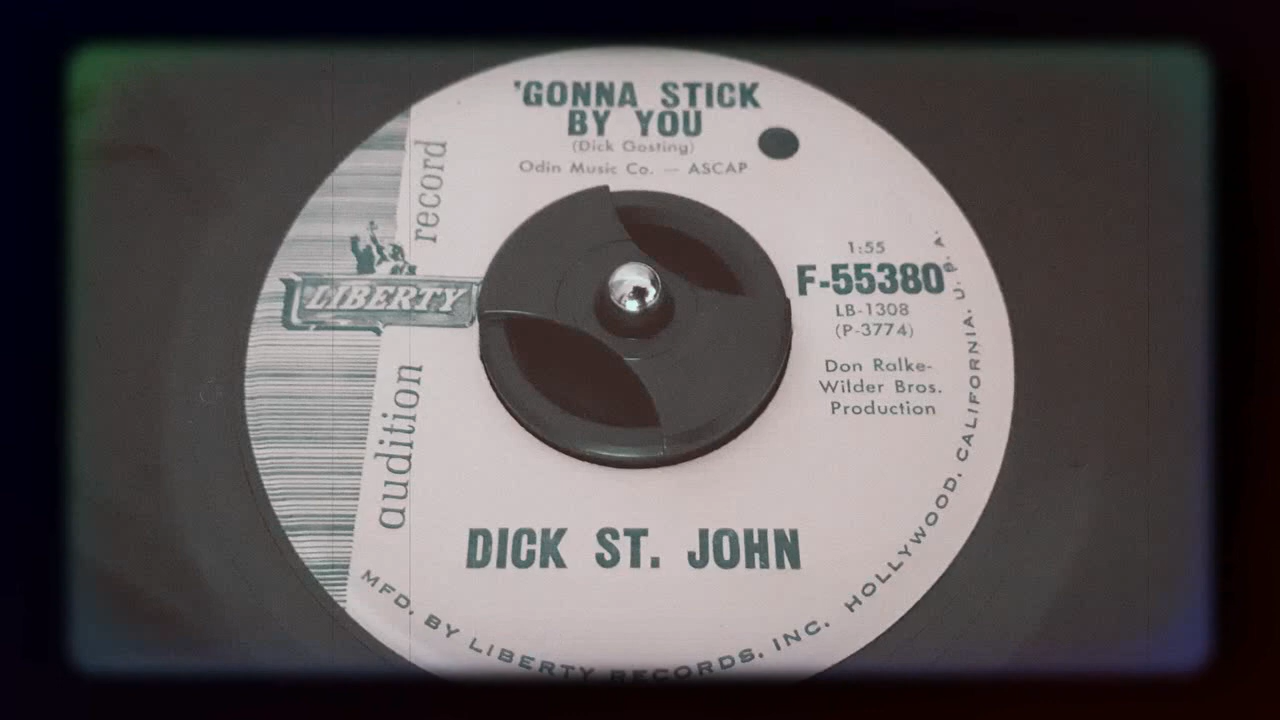 'GONNA STICK
BY YOU
(Dick Gosting)
Odin Music Co. — ASCAP
record
LIBERTY
audition
1:55
F-55380
LB-1308
(P-3774)
Don Ralke-
Wilder Bros.
Production
DICK ST. JOHN
MFD. BY LIBERTY RECORDS, INC. HOLLYWOOD, CALIFORNIA, U. S. A.